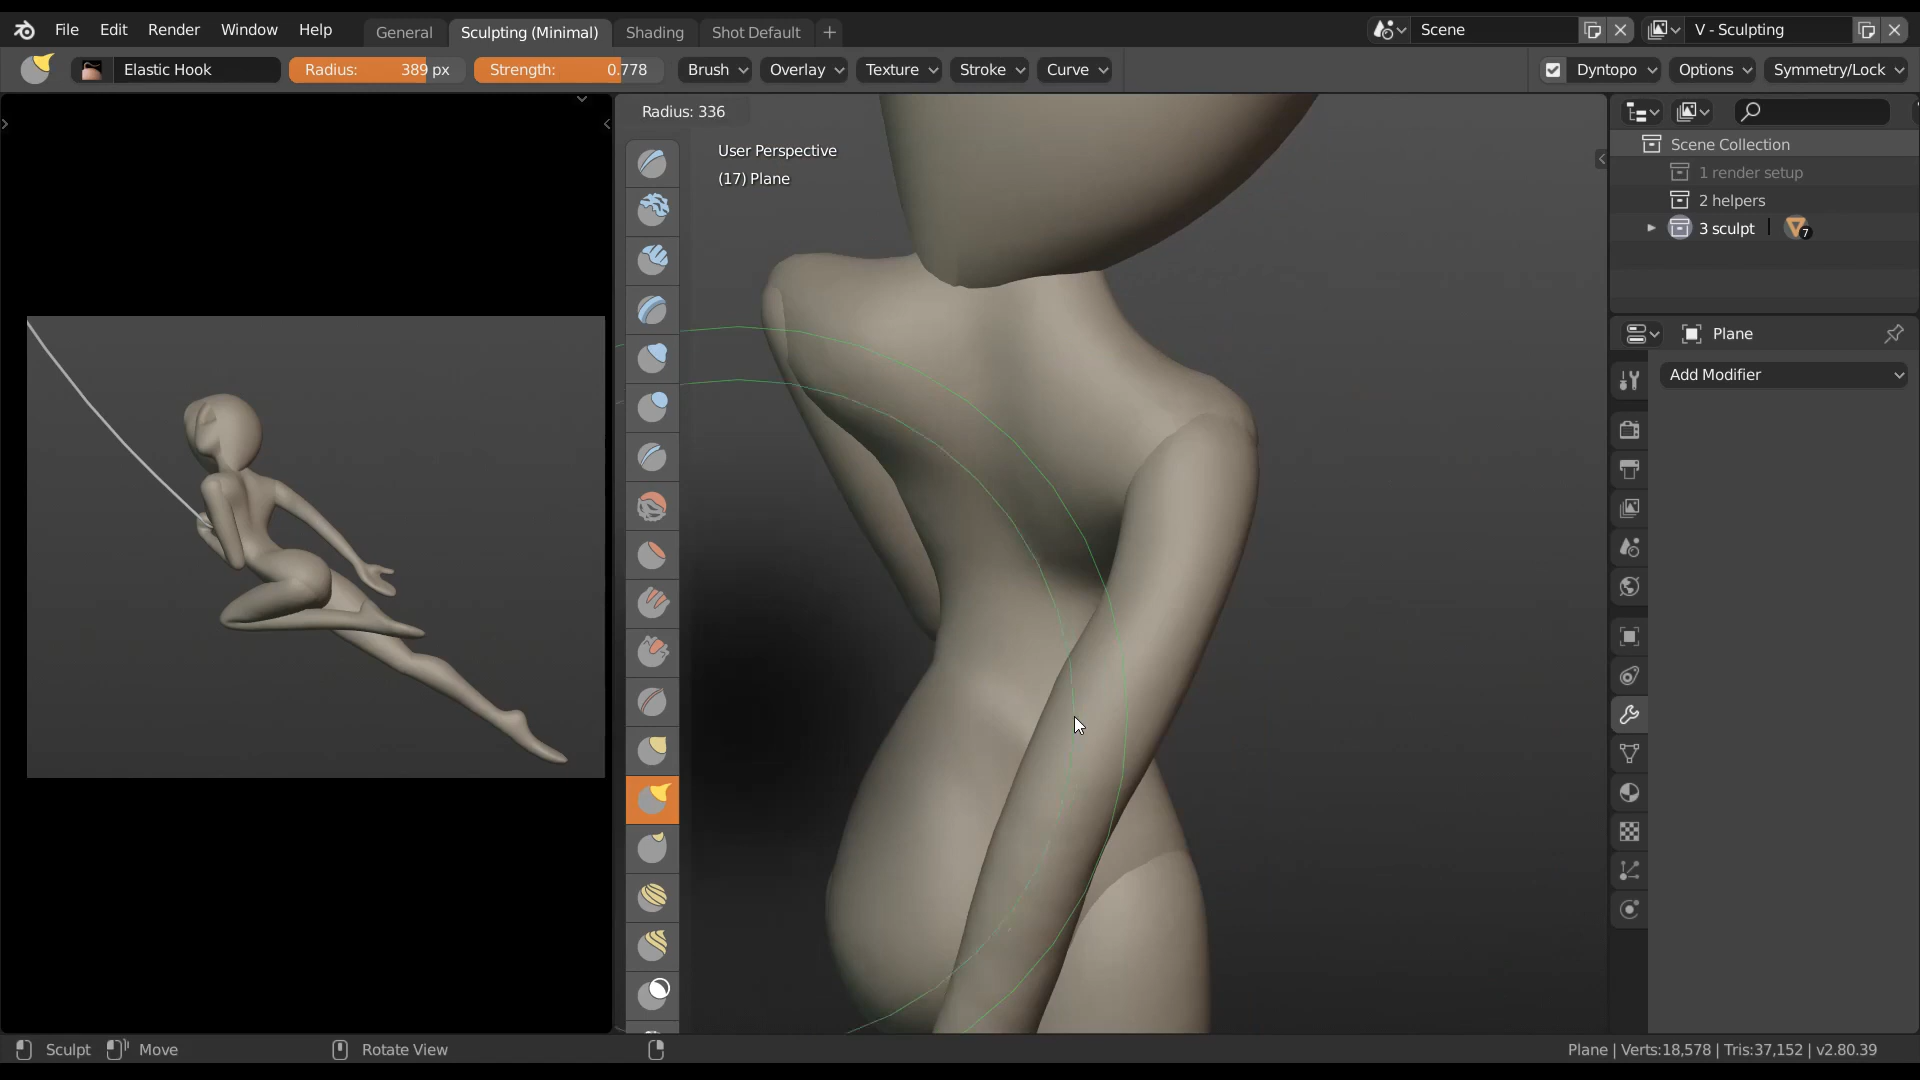 File Edit Render Window Help General Sculpting (Minimal) Shading Shot Default + Scene V - Sculpting
Elastic Hook Radius: 389 px Strength: 0.778 Brush Overlay Texture Stroke Curve Dyntopo Options Symmetry/Lock
Radius: 336
User Perspective
(17) Plane
Scene Collection
1 render setup
2 helpers
3 sculpt 7
Plane
Add Modifier
Sculpt Move Rotate View Plane | Verts:18,578 | Tris:37,152 | v2.80.39